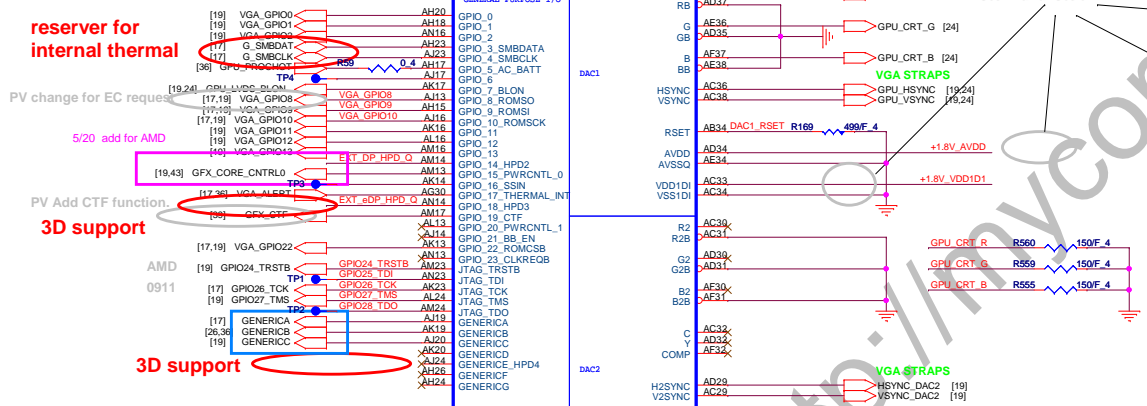 reserver for
internal thermal
PV change for EC request
5/20 add for AMD
PV Add CTF function.
3D support
AMD
0911
3D support
[19] VGA_GPIO0 AH20 GPIO_0
[19] VGA_GPIO1 AH18 GPIO_1
[19] VGA_GPIO2 AN16 GPIO_2
[17] G_SMBDAT AH23 GPIO_3_SMBDATA
[17] G_SMBCLK AJ23 GPIO_4_SMBCLK
[36] GPU_PROCHOT R59 0_4 AH17 GPIO_5_AC_BATT
TP4 AJ17 GPIO_6
[19,24] GPU_LVDS_BLON AK17 GPIO_7_BLON
[17,19] VGA_GPIO8 VGA_GPIO8 AJ13 GPIO_8_ROMSO
VGA_GPIO9 AH15 GPIO_9_ROMSI
[17,19] VGA_GPIO10 VGA_GPIO10 AJ16 GPIO_10_ROMSCK
[19] VGA_GPIO11 AK16 GPIO_11
[19] VGA_GPIO12 AL16 GPIO_12
VGA_GPIO13 AM16 GPIO_13
EXT_DP_HPD_Q AM14 GPIO_14_HPD2
[19,43] GFX_CORE_CNTRL0 AM13 GPIO_15_PWRCNTL_0
TP3 AK14 GPIO_16_SSIN
[17,36] VGA_ALERT AG30 GPIO_17_THERMAL_INT
EXT_eDP_HPD_Q AN14 GPIO_18_HPD3
GFX_CTF AM17 GPIO_19_CTF
AL13 GPIO_20_PWRCNTL_1
AJ14 GPIO_21_BB_EN
[17,19] VGA_GPIO22 AK13 GPIO_22_ROMCSB
AN13 GPIO_23_CLKREQB
[19] GPIO24_TRSTB GPIO24_TRSTB AM23 JTAG_TRSTB
TP1 GPIO25_TDI AN23 JTAG_TDI
[17] GPIO26_TCK GPIO26_TCK AK23 JTAG_TCK
[19] GPIO27_TMS GPIO27_TMS AL24 JTAG_TMS
TP2 GPIO28_TDO AM24 JTAG_TDO
[17] GENERICA AJ19 GENERICA
[26,36] GENERICB AK19 GENERICB
[19] GENERICC AJ20 GENERICC
AK20 GENERICD
AJ24 GENERICE_HPD4
AH26 GENERICF
AH24 GENERICG
DAC1
DAC2
RB AD37
G AE36 GPU_CRT_G [24]
GB AD35
B AF37 GPU_CRT_B [24]
BB AE38
VGA STRAPS
HSYNC AC36 GPU_HSYNC [19,24]
VSYNC AC38 GPU_VSYNC [19,24]
RSET AB34 DAC1_RSET R169 499/F_4
AVDD AD34 +1.8V_AVDD
AVSSQ AE34
VDD1DI AC33 +1.8V_VDD1D1
VSS1DI AC34
R2 AC30
R2B AC31
G2 AD30
G2B AD31
B2 AF30
B2B AF31
C AC32
Y AD32
COMP AF32
GPU_CRT_R R560 150/F_4
GPU_CRT_G R559 150/F_4
GPU_CRT_B R555 150/F_4
VGA STRAPS
H2SYNC AD29 HSYNC_DAC2 [19]
V2SYNC AC29 VSYNC_DAC2 [19]